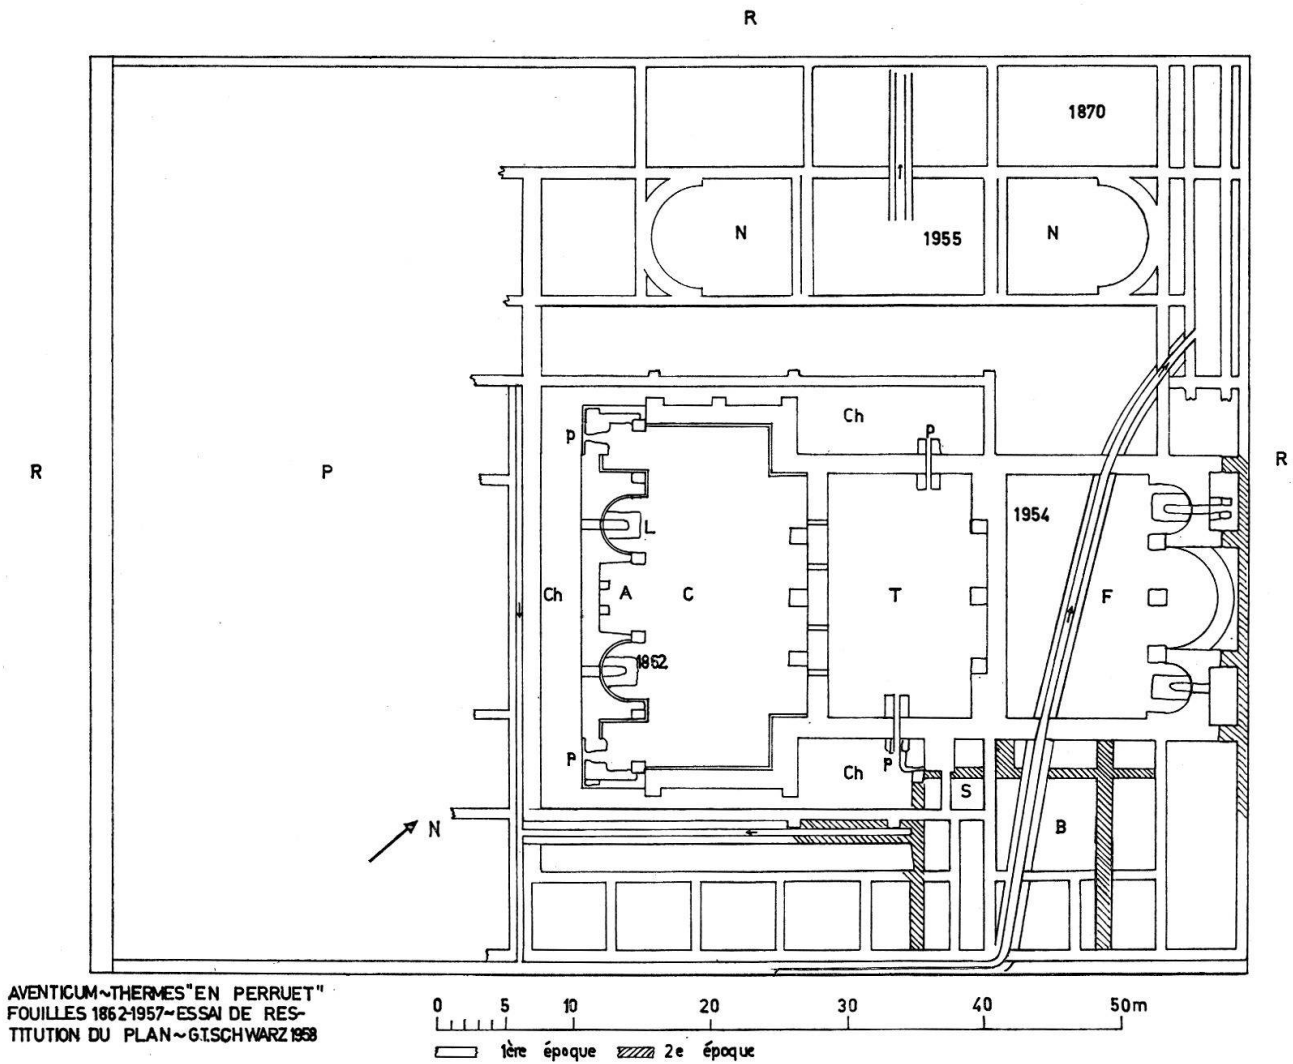 R
1870
N
1955
N
Ch
P
P
R
P
R
1954
L
Ch
A
C
T
F
1862
P
P
Ch
S
B
N
AVENTICUM~THERMES "EN PERRUET"
FOUILLES 1862-1957~ESSAI DE RES-
TITUTION DU PLAN~G.T.SCHWARZ 1958
0 5 10 20 30 40 50m
1ère époque 2e époque